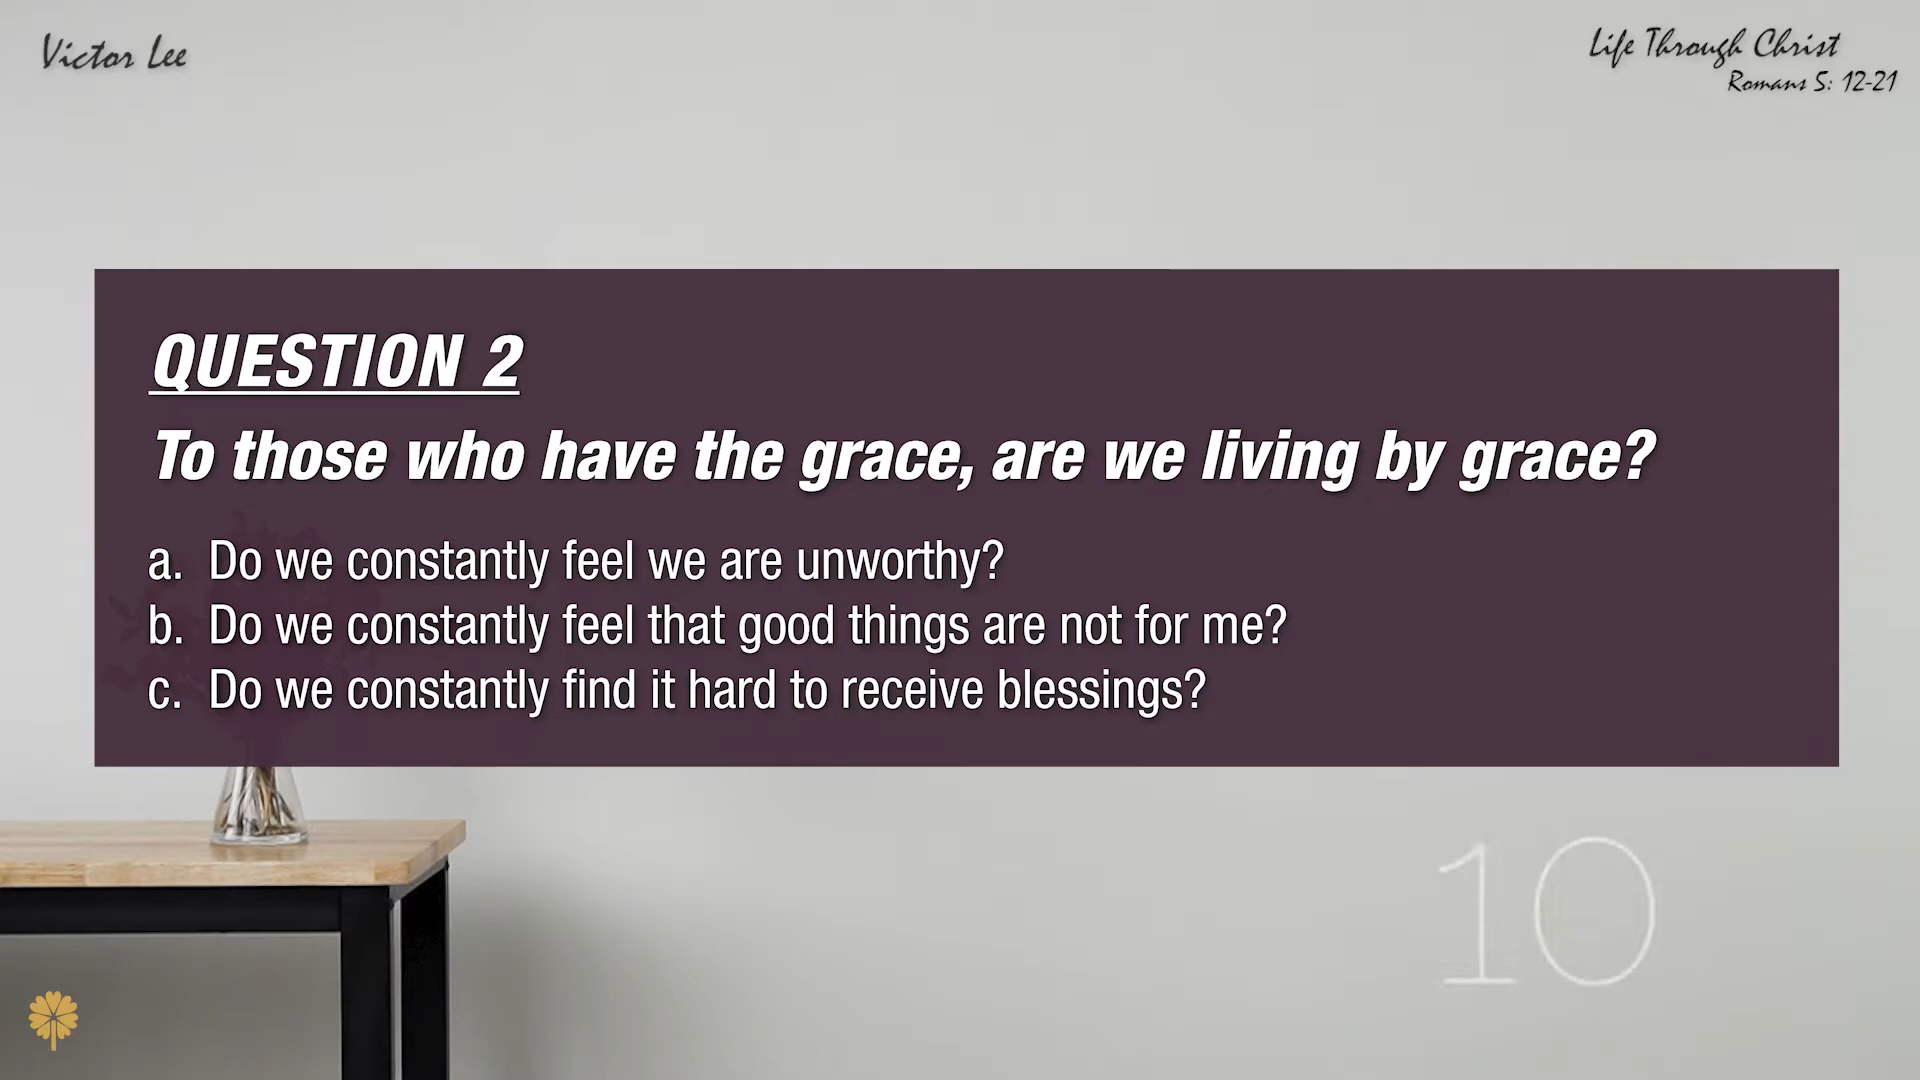 Victor Lee
Life Through Christ
Romans 5: 12-21
QUESTION 2
To those who have the grace, are we living by grace?
a. Do we constantly feel we are unworthy?
b. Do we constantly feel that good things are not for me?
c. Do we constantly find it hard to receive blessings?
10